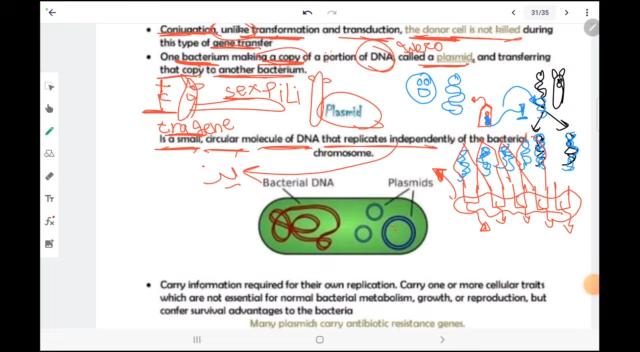 31/35
• Conjugation, unlike transformation and transduction, the donor cell is not killed during
this type of gene transfer
• One bacterium making a copy of a portion of DNA called a plasmid, and transferring
that copy to another bacterium.
sex pili
Plasmid
tra gene
Is a small, circular molecule of DNA that replicates independently of the bacterial
chromosome.
Bacterial DNA
Plasmids
• Carry information required for their own replication. Carry one or more cellular traits
which are not essential for normal bacterial metabolism, growth, or reproduction, but
confer survival advantages to the bacteria
Many plasmids carry antibiotic resistance genes.